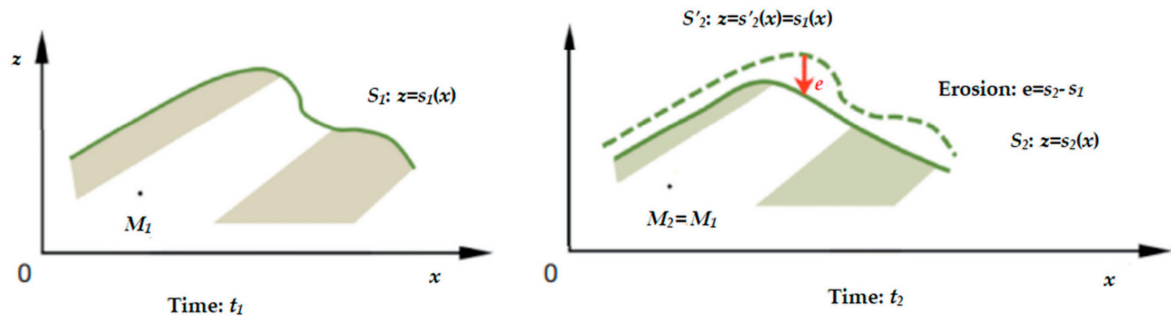 z
S1: z=s1(x)
M1
0
x
Time: t1
S'2: z=s'2(x)=s1(x)
e
Erosion: e=s2- s1
S2: z=s2(x)
M2= M1
0
x
Time: t2